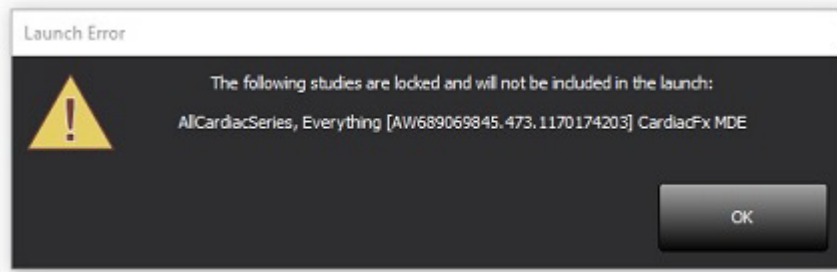 Launch Error
The following studies are locked and will not be included in the launch:
AllCardiacSeries, Everything [AW689069845.473.1170174203] CardiacFx MDE
OK